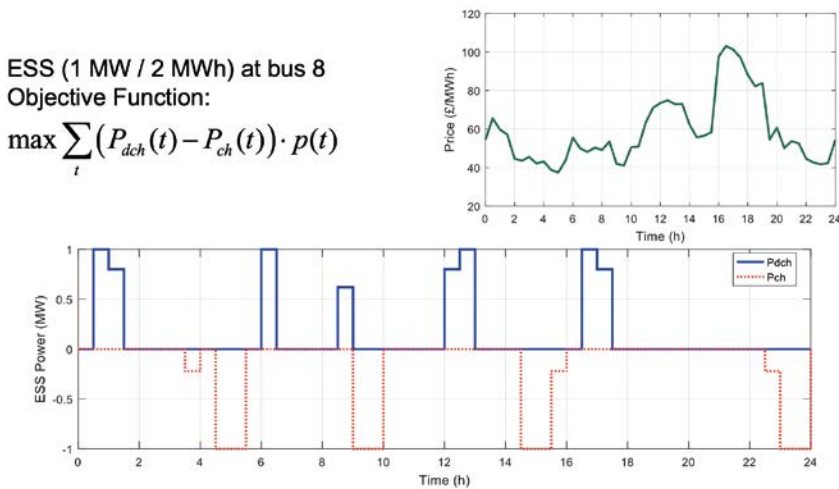 ESS (1 MW / 2 MWh) at bus 8
Objective Function:
max ∑ₜ (P_dch(t) − P_ch(t)) · p(t)
120
100
80
60
40
20
Price (£/MWh)
0 2 4 6 8 10 12 14 16 18 20 22 24
Time (h)
1
0.5
0
-0.5
-1
ESS Power (MW)
Pdch
Pch
0 2 4 6 8 10 12 14 16 18 20 22 24
Time (h)